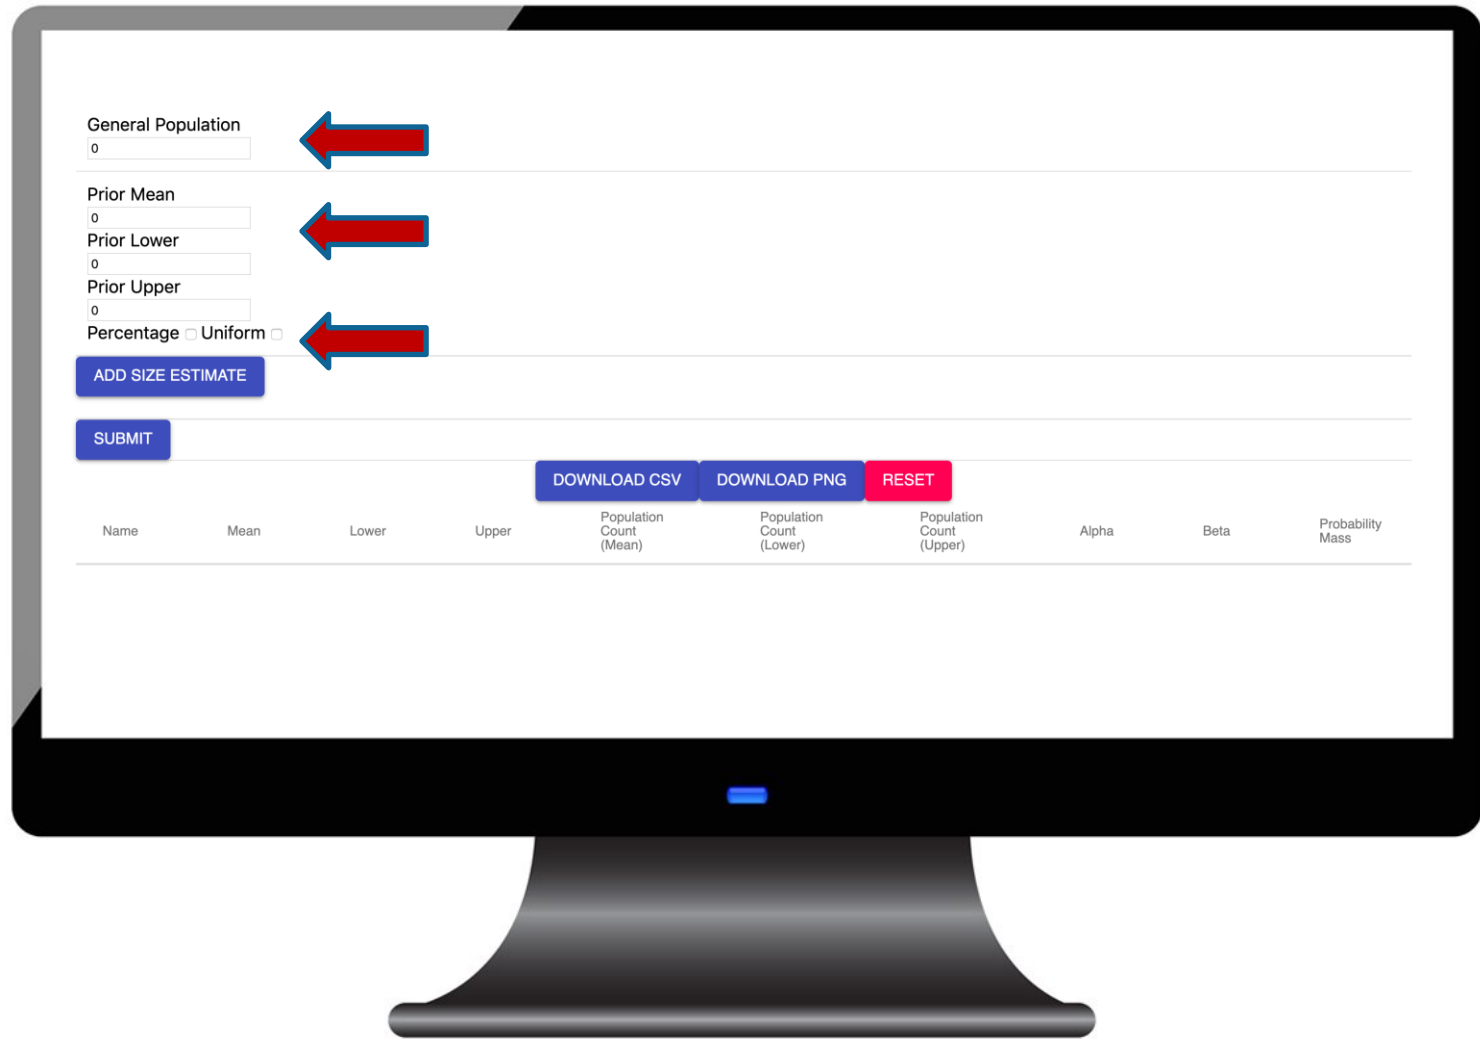 General Population
0
Prior Mean
0
Prior Lower
0
Prior Upper
0
Percentage Uniform
ADD SIZE ESTIMATE
SUBMIT
DOWNLOAD CSV DOWNLOAD PNG RESET
Name Mean Lower Upper Population Count (Mean) Population Count (Lower) Population Count (Upper) Alpha Beta Probability Mass